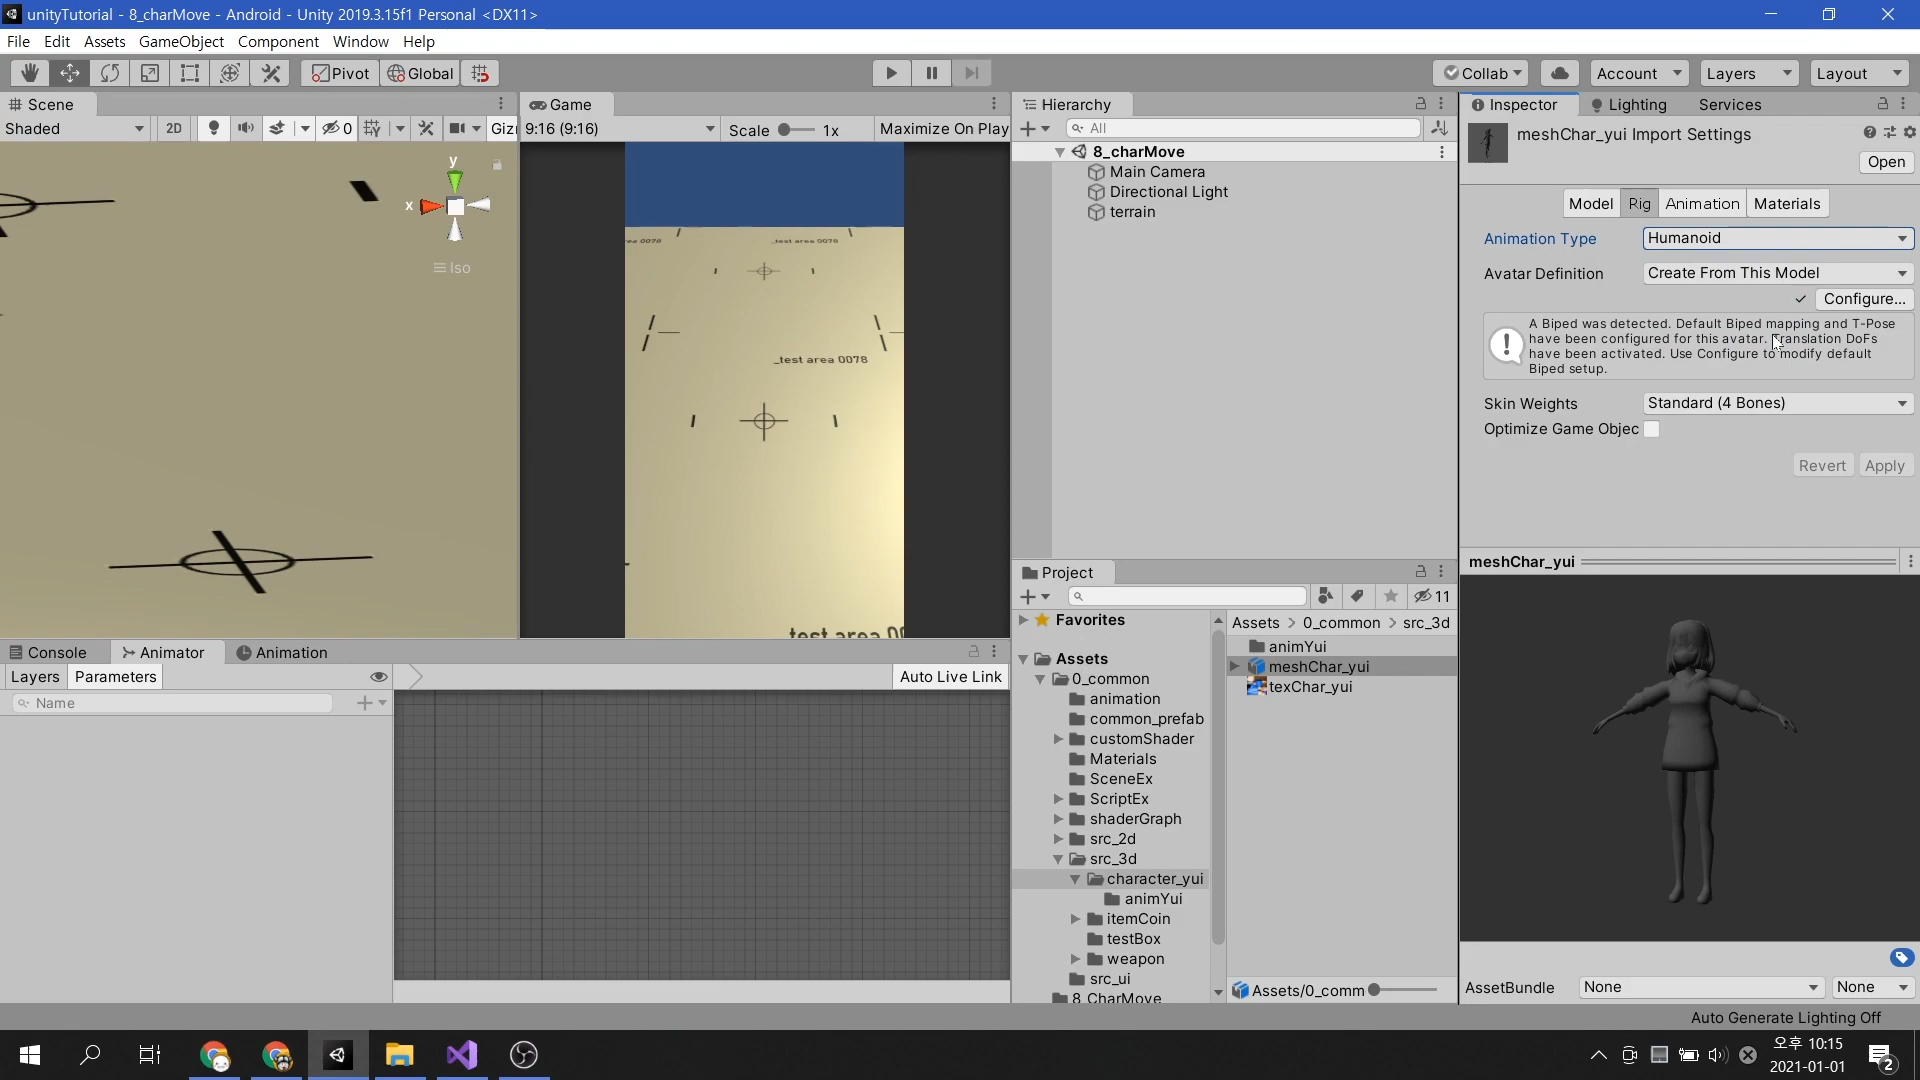 unityTutorial - 8_charMove - Android - Unity 2019.3.15f1 Personal <DX11>
File Edit Assets GameObject Component Window Help
Pivot Global Collab Account Layers Layout
Scene
Shaded 2D 0 Giz
y
x
Iso
Game
9:16 (9:16) Scale 1x Maximize On Play
_test area 0078
_test area 0078
Hierarchy
All
8_charMove
Main Camera
Directional Light
terrain
Inspector Lighting Services
meshChar_yui Import Settings
Open
Model Rig Animation Materials
Animation Type Humanoid
Avatar Definition Create From This Model
✓ Configure...
A Biped was detected. Default Biped mapping and T-Pose
have been configured for this avatar. Translation DoFs
have been activated. Use Configure to modify default
Biped setup.
Skin Weights Standard (4 Bones)
Optimize Game Objec
Revert Apply
meshChar_yui
AssetBundle None None
Console Animator Animation
Layers Parameters Auto Live Link
Name
Project
11
Favorites
Assets
0_common
animation
common_prefab
customShader
Materials
SceneEx
ScriptEx
shaderGraph
src_2d
src_3d
character_yui
animYui
itemCoin
testBox
weapon
src_ui
8_CharMove
Assets > 0_common > src_3d
animYui
meshChar_yui
texChar_yui
Assets/0_comm
Auto Generate Lighting Off
오후 10:15
2021-01-01
2